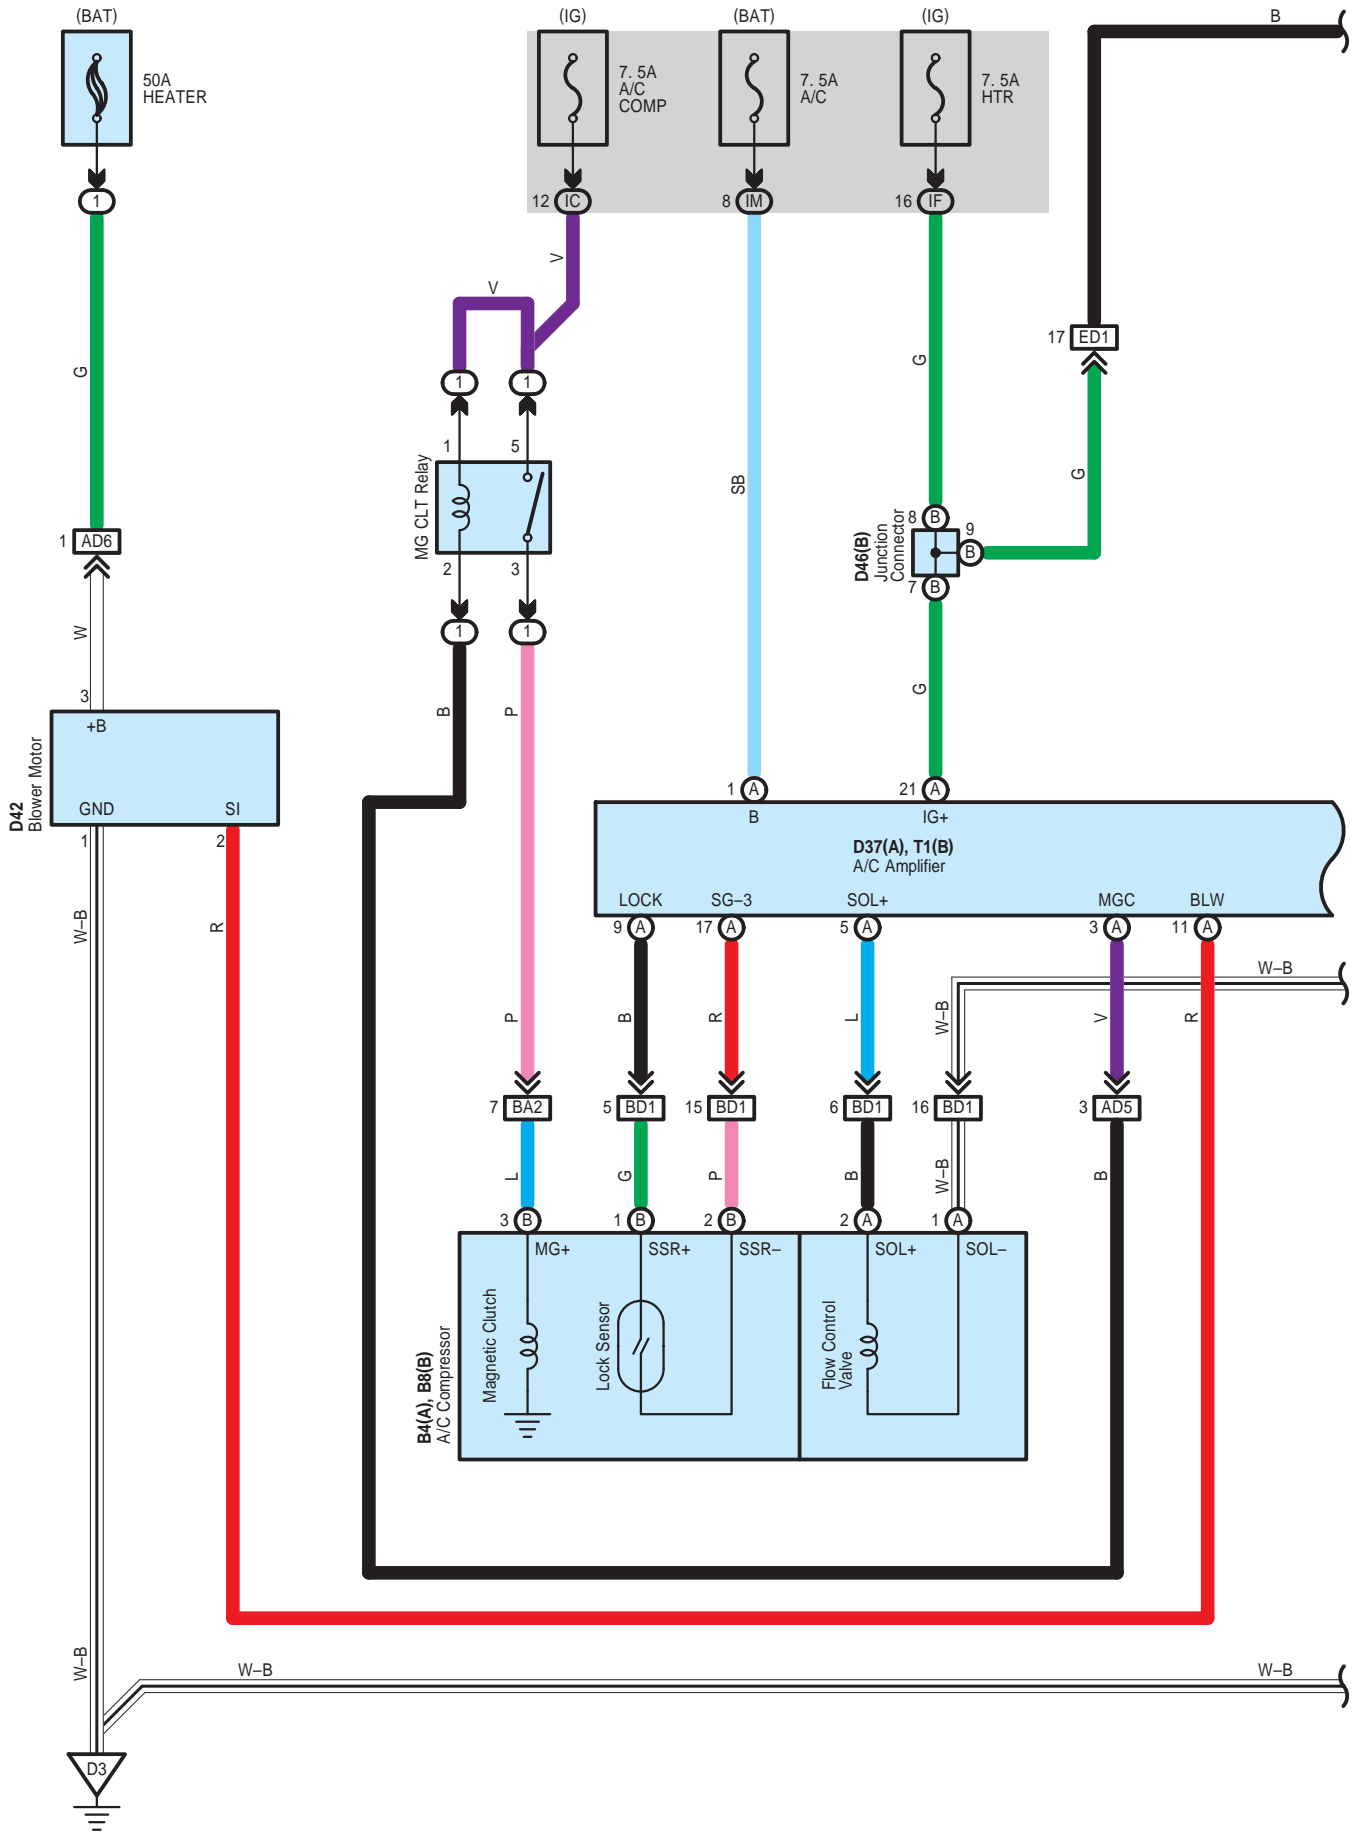 (BAT)
(IG)
(BAT)
(IG)
B
50A
HEATER
7. 5A
A/C
COMP
7. 5A
A/C
7. 5A
HTR
1
12 IC
8 IM
16 IF
V
V
G
G
17 ED1
1
1
1
5
MG CLT Relay
SB
G
8 B
9
B
D46(B)
Junction
Connector
7 B
1 AD6
2
3
1
1
W
G
B
P
3
+B
D42
Blower Motor
GND
SI
1
2
1 A
21 A
B
IG+
D37(A), T1(B)
A/C Amplifier
LOCK
SG–3
SOL+
MGC
BLW
9 A
17 A
5 A
3 A
11 A
W–B
R
W–B
P
B
R
L
W–B
V
R
7 BA2
5 BD1
15 BD1
6 BD1
16 BD1
3 AD5
L
G
P
B
W–B
B
3 B
1 B
2 B
2 A
1 A
MG+
SSR+
SSR–
SOL+
SOL–
B4(A), B8(B)
A/C Compressor
Magnetic Clutch
Lock Sensor
Flow Control
Valve
W–B
W–B
W–B
D3